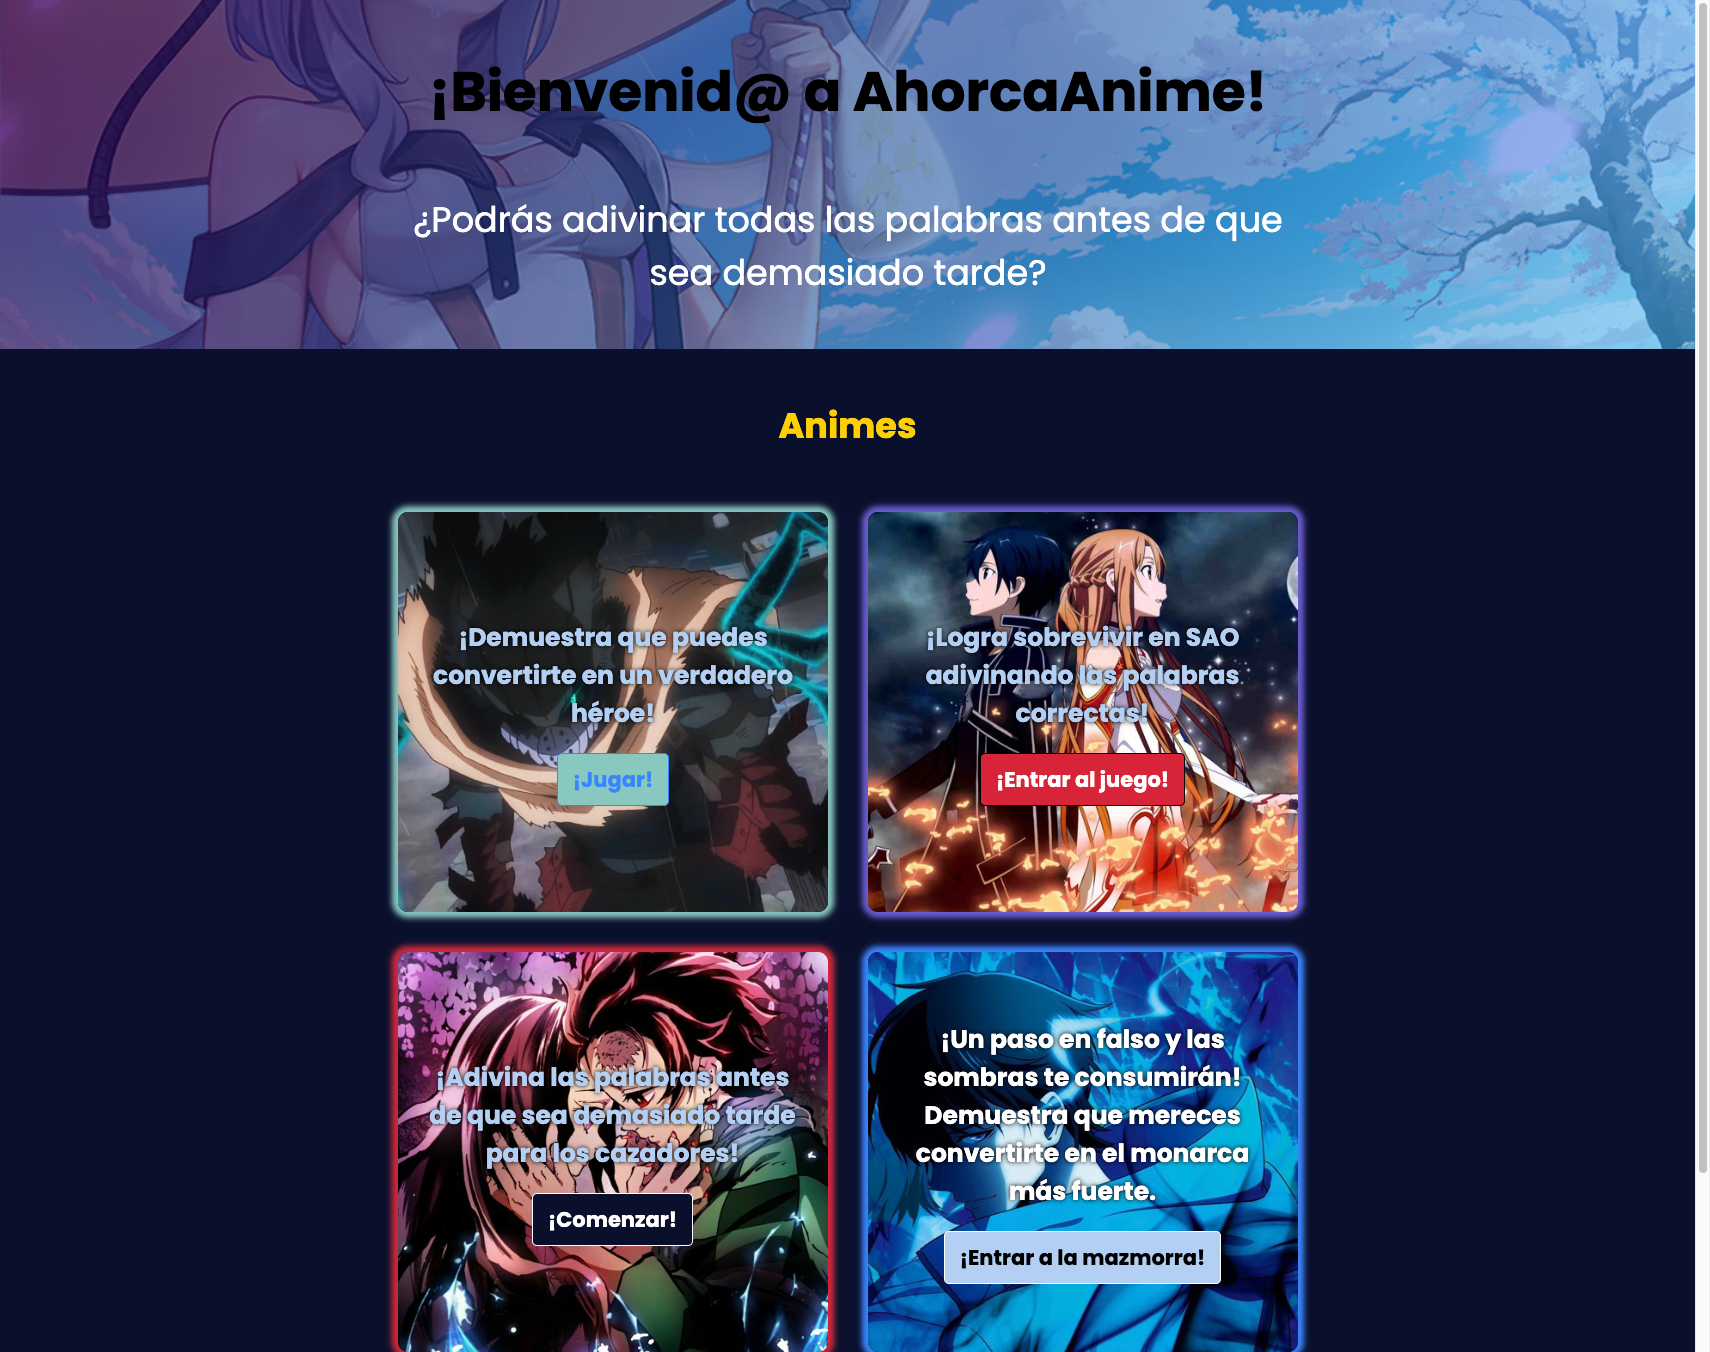 ¡Bienvenid@ a AhorcaAnime!
¿Podrás adivinar todas las palabras antes de que
sea demasiado tarde?
Animes
¡Demuestra que puedes
convertirte en un verdadero
héroe!
¡Jugar!
¡Logra sobrevivir en SAO
adivinando las palabras
correctas!
¡Entrar al juego!
¡Adivina las palabras antes
de que sea demasiado tarde
para los cazadores!
¡Comenzar!
¡Un paso en falso y las
sombras te consumirán!
Demuestra que mereces
convertirte en el monarca
más fuerte.
¡Entrar a la mazmorra!